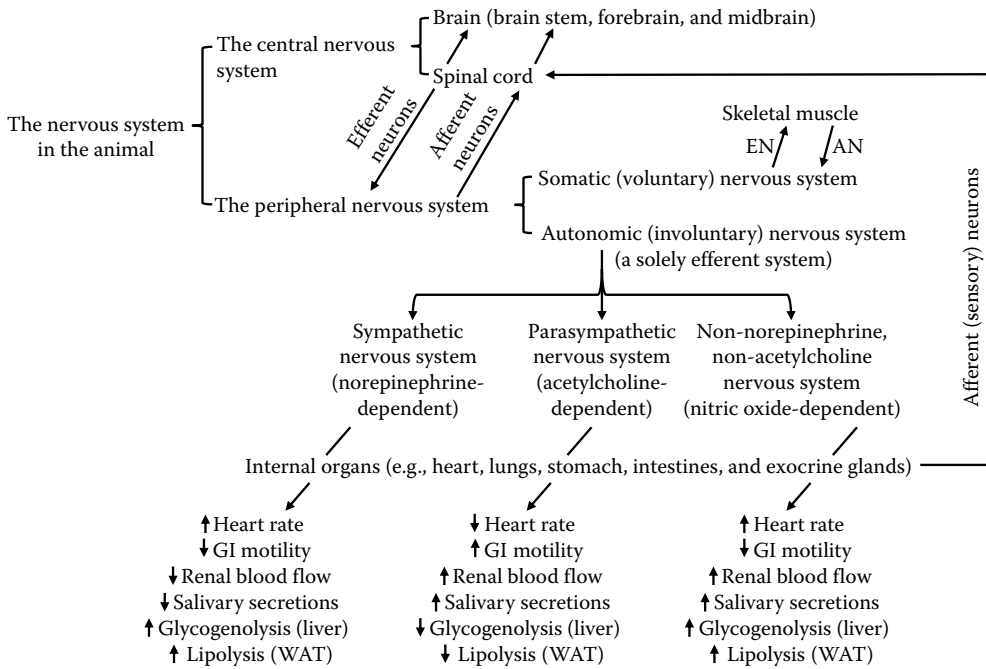 Brain (brain stem, forebrain, and midbrain)
The central nervous
system
Spinal cord
Efferent
neurons
Afferent
neurons
The nervous system
in the animal
Skeletal muscle
EN
AN
Somatic (voluntary) nervous system
The peripheral nervous system
Autonomic (involuntary) nervous system
(a solely efferent system)
Afferent (sensory) neurons
Sympathetic
nervous system
(norepinephrine-
dependent)
Parasympathetic
nervous system
(acetylcholine-
dependent)
Non-norepinephrine,
non-acetylcholine
nervous system
(nitric oxide-dependent)
Internal organs (e.g., heart, lungs, stomach, intestines, and exocrine glands)
↑ Heart rate
↓ GI motility
↓ Renal blood flow
↓ Salivary secretions
↑ Glycogenolysis (liver)
↑ Lipolysis (WAT)
↓ Heart rate
↑ GI motility
↑ Renal blood flow
↑ Salivary secretions
↓ Glycogenolysis (liver)
↓ Lipolysis (WAT)
↑ Heart rate
↓ GI motility
↑ Renal blood flow
↑ Salivary secretions
↑ Glycogenolysis (liver)
↑ Lipolysis (WAT)